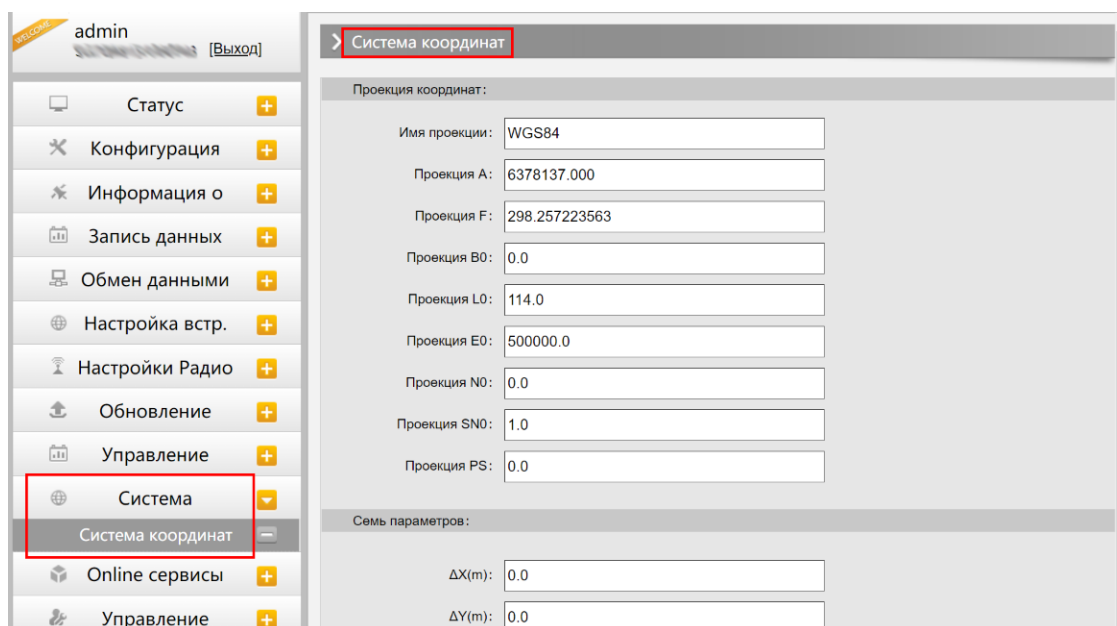 WELCOME
admin
[Выход]
Статус
Конфигурация
Информация о
Запись данных
Обмен данными
Настройка встр.
Настройки Радио
Обновление
Управление
Система
Система координат
Online сервисы
Управление
Система координат
Проекция координат:
Имя проекции: WGS84
Проекция A: 6378137.000
Проекция F: 298.257223563
Проекция B0: 0.0
Проекция L0: 114.0
Проекция E0: 500000.0
Проекция N0: 0.0
Проекция SN0: 1.0
Проекция PS: 0.0
Семь параметров:
ΔX(m): 0.0
ΔY(m): 0.0